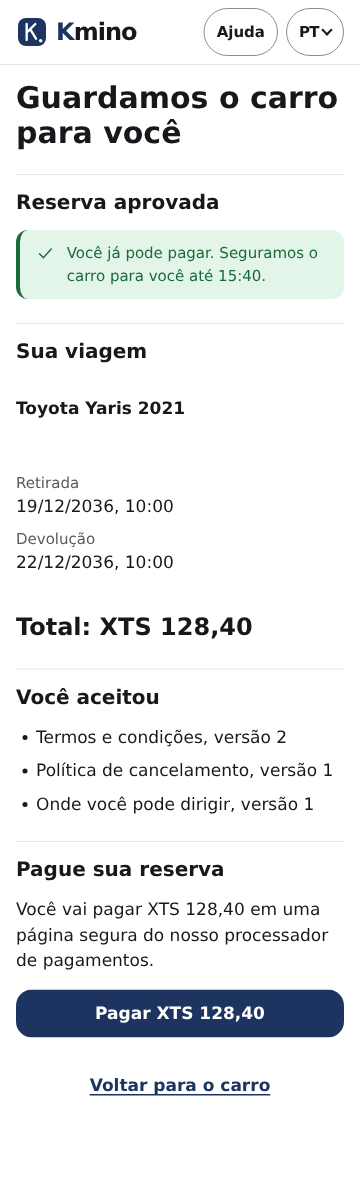 K. Kmino
Ajuda
PT
Guardamos o carro
para você
Reserva aprovada
Você já pode pagar. Seguramos o
carro para você até 15:40.
Sua viagem
Toyota Yaris 2021
Retirada
19/12/2036, 10:00
Devolução
22/12/2036, 10:00
Total: XTS 128,40
Você aceitou
• Termos e condições, versão 2
• Política de cancelamento, versão 1
• Onde você pode dirigir, versão 1
Pague sua reserva
Você vai pagar XTS 128,40 em uma
página segura do nosso processador
de pagamentos.
Pagar XTS 128,40
Voltar para o carro